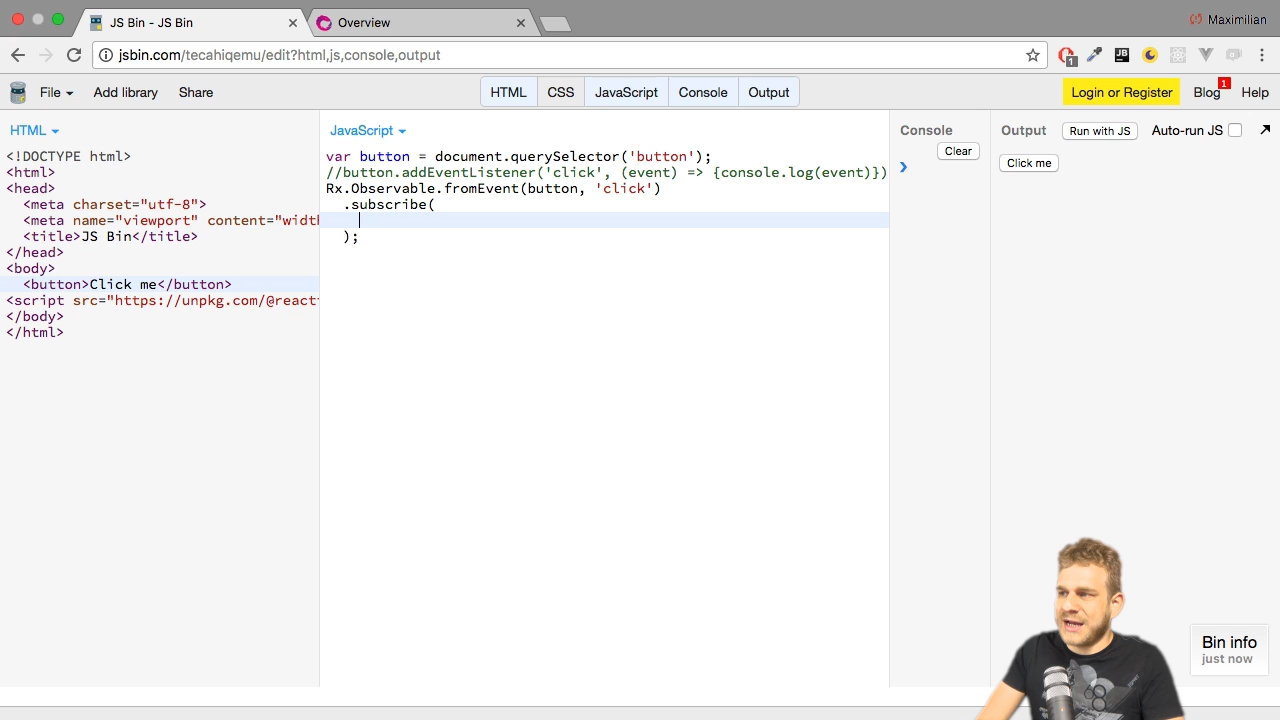 JS Bin - JS Bin
Overview
Maximilian
jsbin.com/tecahiqemu/edit?html,js,console,output
1
JB
File
Add library
Share
HTML
CSS
JavaScript
Console
Output
Login or Register
Blog
1
Help
HTML
<!DOCTYPE html>
<html>
<head>
<meta charset="utf-8">
<meta name="viewport" content="width
<title>JS Bin</title>
</head>
<body>
<button>Click me</button>
<script src="https://unpkg.com/@react
</body>
</html>
JavaScript
var button = document.querySelector('button');
//button.addEventListener('click', (event) => {console.log(event)})
Rx.Observable.fromEvent(button, 'click')
.subscribe(
);
Console
Clear
Output
Run with JS
Auto-run JS
Click me
Bin info
just now